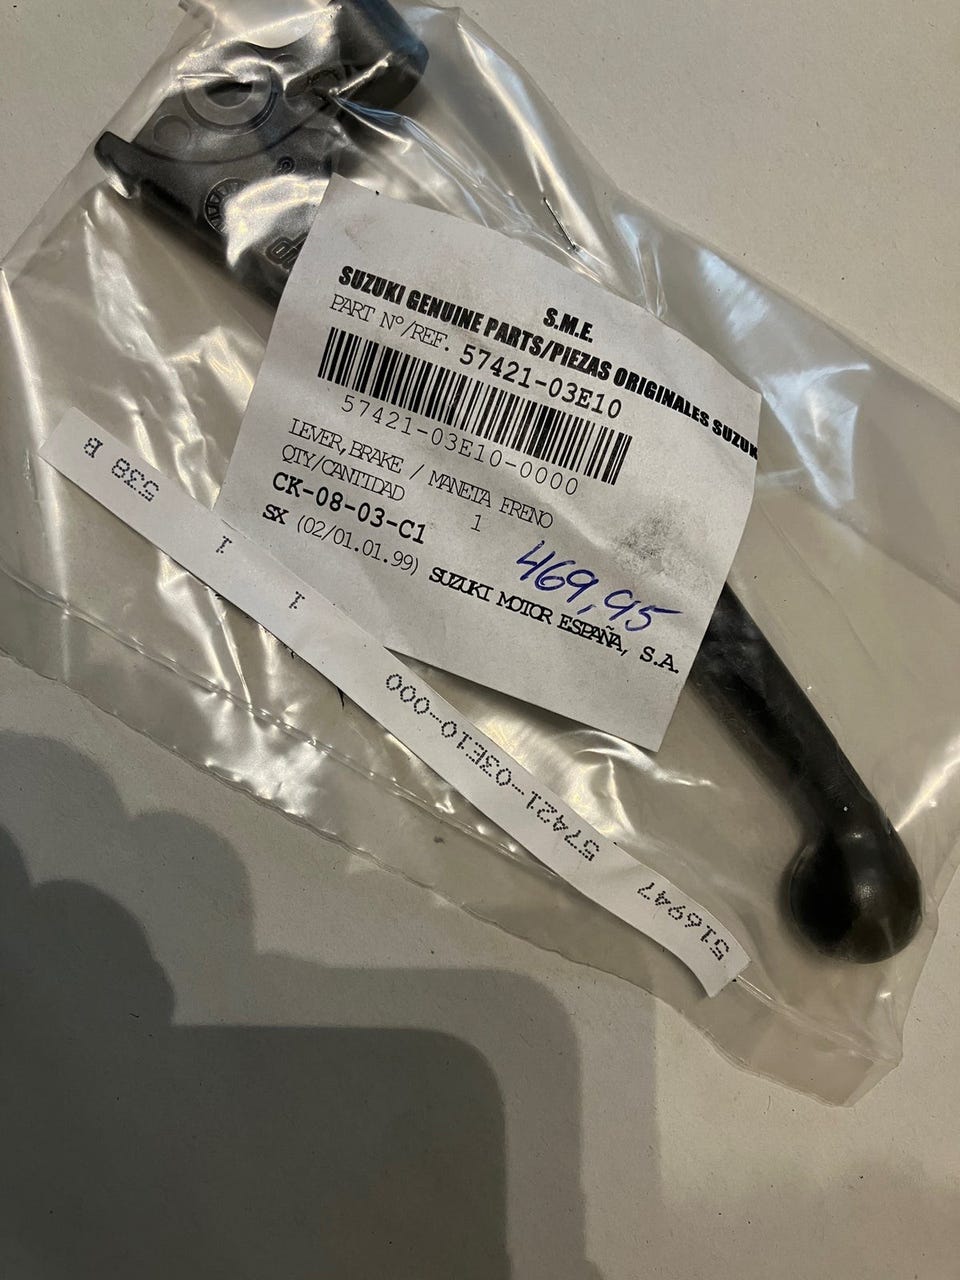 S.M.E.
SUZUKI GENUINE PARTS/PIEZAS ORIGINALES SUZUK
PART Nº/REF. 57421-03E10
57421-03E10-0000
LEVER,BRAKE / MANETA FRENO
QTY/CANTIDAD 1
CK-08-03-C1
469,95
SX (02/01.01.99) SUZUKI MOTOR ESPAÑA, S.A.
516947 57421-03E10-000 1 1 538 B